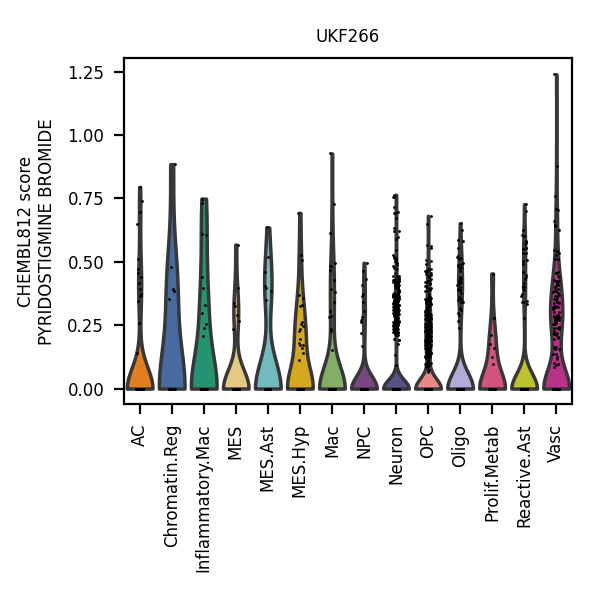 UKF266
CHEMBL812 score
PYRIDOSTIGMINE BROMIDE
1.25
1.00
0.75
0.50
0.25
0.00
AC
Chromatin.Reg
Inflammatory.Mac
MES
MES.Ast
MES.Hyp
Mac
NPC
Neuron
OPC
Oligo
Prolif.Metab
Reactive.Ast
Vasc